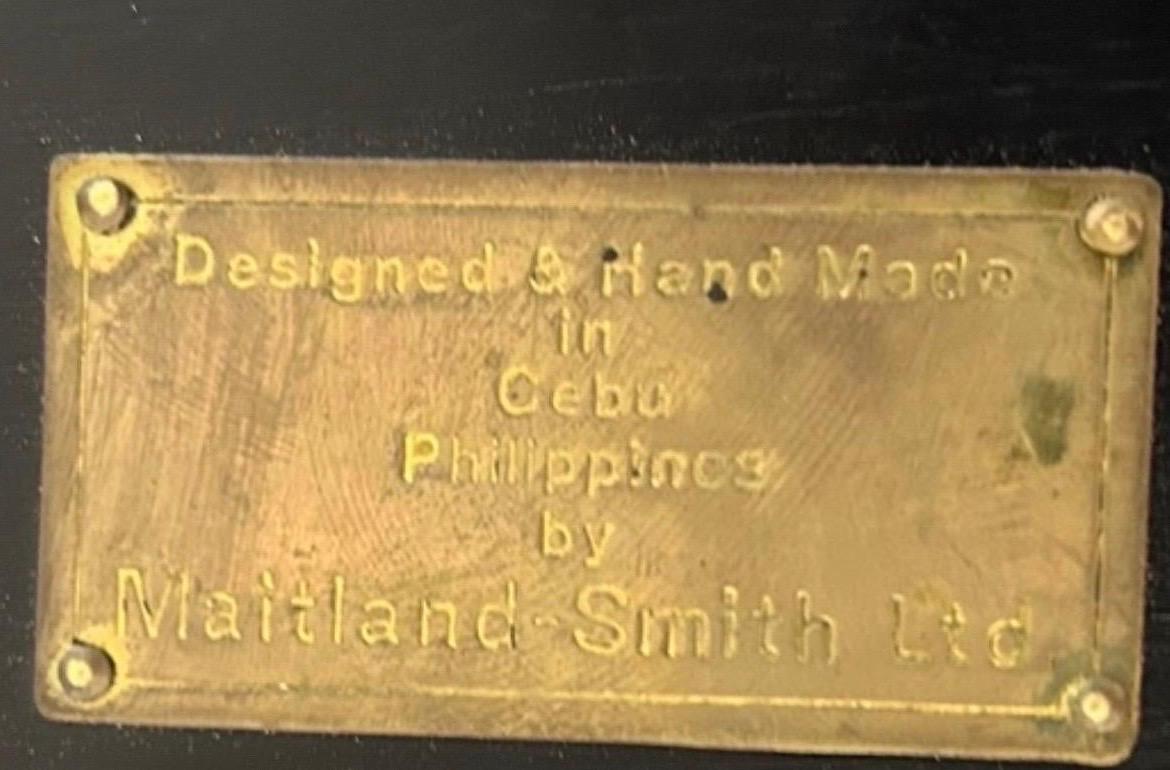 Designed & Hand Made
in
Cebu
Philippines
by
Maitland-Smith Ltd.